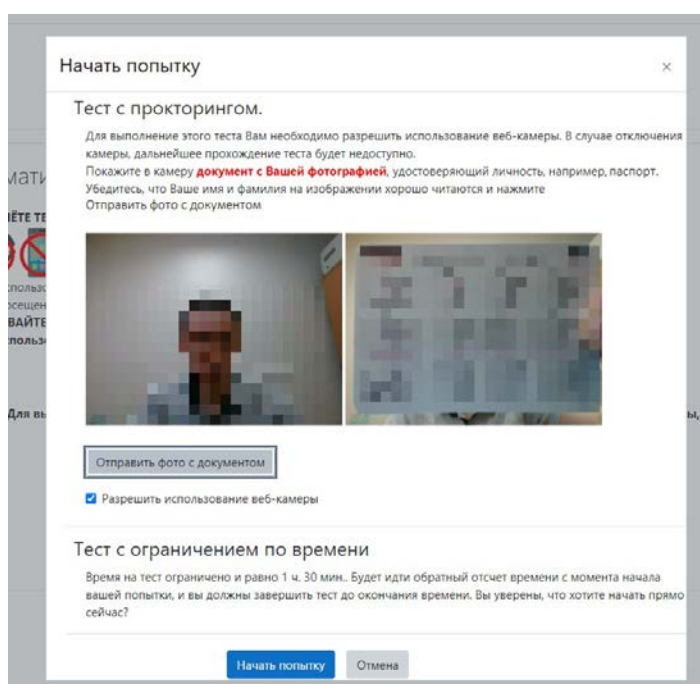 Начать попытку
×
Тест с прокторингом.
Для выполнение этого теста Вам необходимо разрешить использование веб-камеры. В случае отключения
камеры, дальнейшее прохождение теста будет недоступно.
Покажите в камеру документ с Вашей фотографией, удостоверяющий личность, например, паспорт.
Убедитесь, что Ваше имя и фамилия на изображении хорошо читаются и нажмите
Отправить фото с документом
Отправить фото с документом
Разрешить использование веб-камеры
Для вы
ы,
Тест с ограничением по времени
Время на тест ограничено и равно 1 ч. 30 мин.. Будет идти обратный отсчет времени с момента начала
вашей попытки, и вы должны завершить тест до окончания времени. Вы уверены, что хотите начать прямо
сейчас?
Начать попытку
Отмена